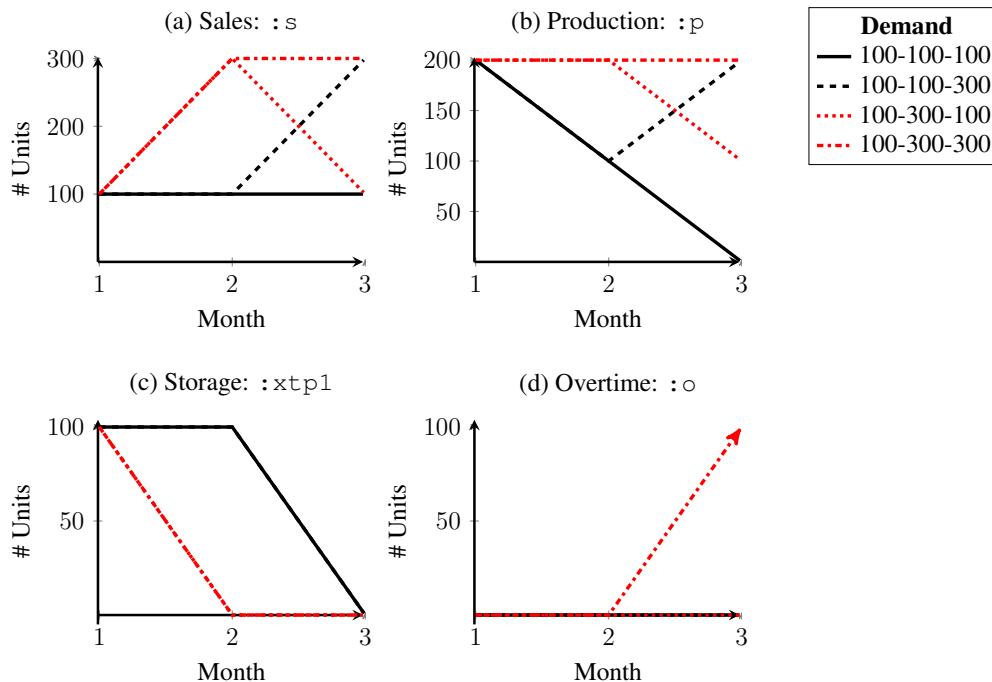 (a) Sales: :s
300
200
100
# Units
1 2 3
Month
(b) Production: :p
200
150
100
50
# Units
1 2 3
Month
Demand
100-100-100
100-100-300
100-300-100
100-300-300
(c) Storage: :xtp1
100
50
# Units
1 2 3
Month
(d) Overtime: :o
100
50
# Units
1 2 3
Month